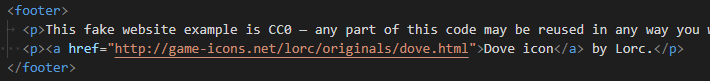 <footer>
<p>This fake website example is CC0 — any part of this code may be reused in any way you
<p><a href="http://game-icons.net/lorc/originals/dove.html">Dove icon</a> by Lorc.</p>
</footer>